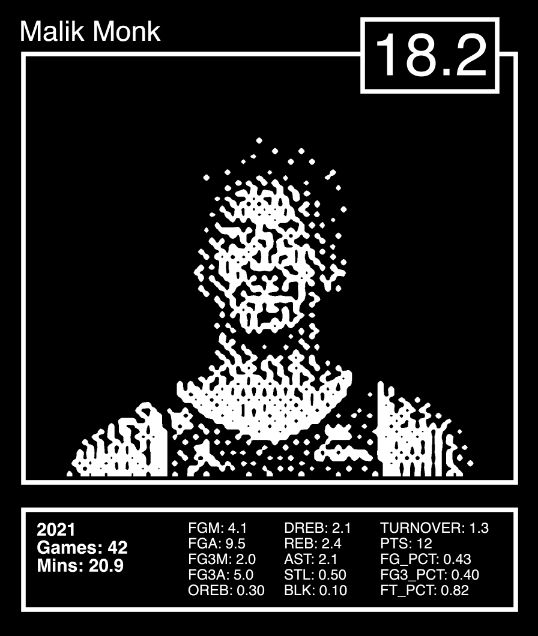 Malik Monk
18.2
2021
Games: 42
Mins: 20.9
FGM: 4.1
FGA: 9.5
FG3M: 2.0
FG3A: 5.0
OREB: 0.30
DREB: 2.1
REB: 2.4
AST: 2.1
STL: 0.50
BLK: 0.10
TURNOVER: 1.3
PTS: 12
FG_PCT: 0.43
FG3_PCT: 0.40
FT_PCT: 0.82